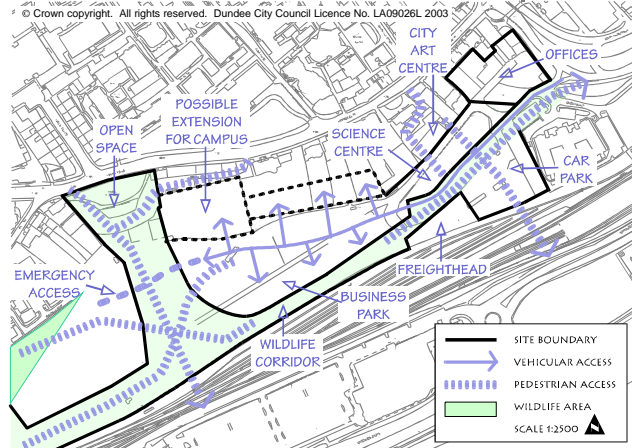 © Crown copyright. All rights reserved. Dundee City Council Licence No. LA09026L 2003
CITY
ART
CENTRE
OFFICES
POSSIBLE
EXTENSION
FOR CAMPUS
OPEN
SPACE
SCIENCE
CENTRE
CAR
PARK
EMERGENCY
ACCESS
FREIGHTHEAD
BUSINESS
PARK
WILDLIFE
CORRIDOR
SITE BOUNDARY
VEHICULAR ACCESS
PEDESTRIAN ACCESS
WILDLIFE AREA
SCALE 1:2500